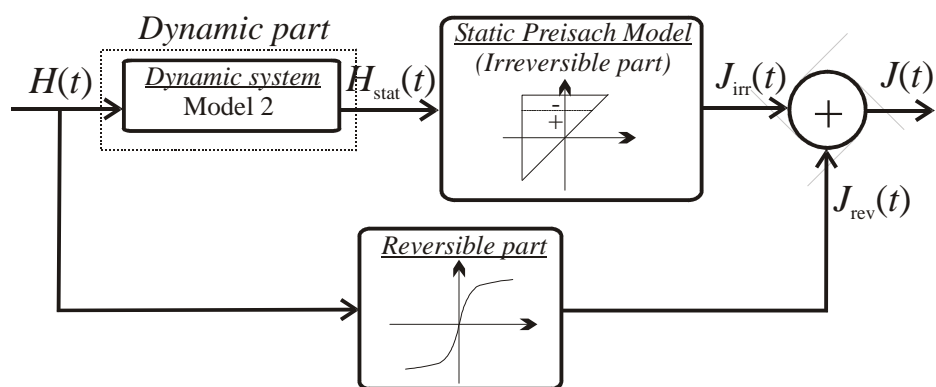 Dynamic part
H(t)
Dynamic system
Model 2
H_stat(t)
Static Preisach Model
(Irreversible part)
-
+
J_irr(t)
+
J(t)
J_rev(t)
Reversible part